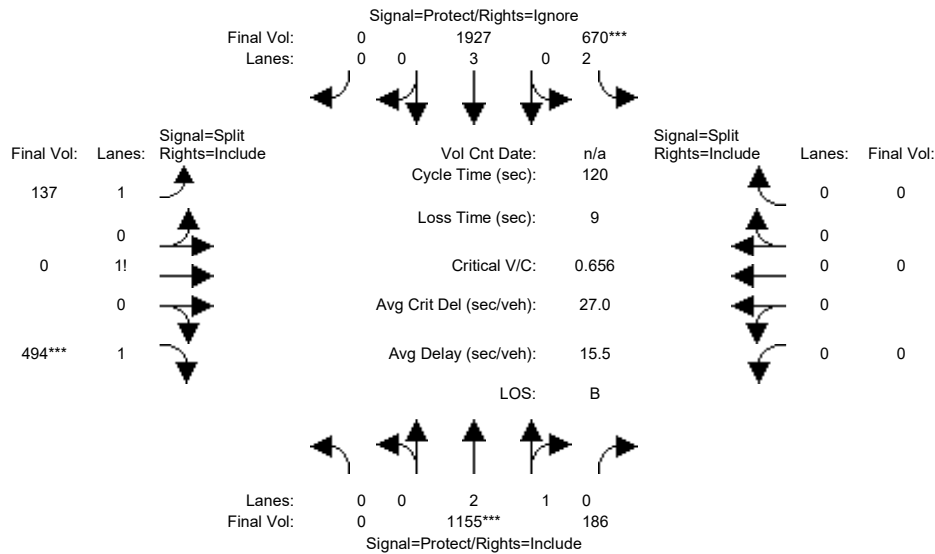 Signal=Protect/Rights=Ignore
Final Vol: 0 1927 670***
Lanes: 0 0 3 0 2
Signal=Split
Final Vol: Lanes: Rights=Include
Vol Cnt Date: n/a
Signal=Split
Rights=Include Lanes: Final Vol:
Cycle Time (sec): 120
137 1
0 0
Loss Time (sec): 9
0
0
0 1!
Critical V/C: 0.656
0 0
0
Avg Crit Del (sec/veh): 27.0
0
494*** 1
Avg Delay (sec/veh): 15.5
0 0
LOS: B
Lanes: 0 0 2 1 0
Final Vol: 0 1155*** 186
Signal=Protect/Rights=Include